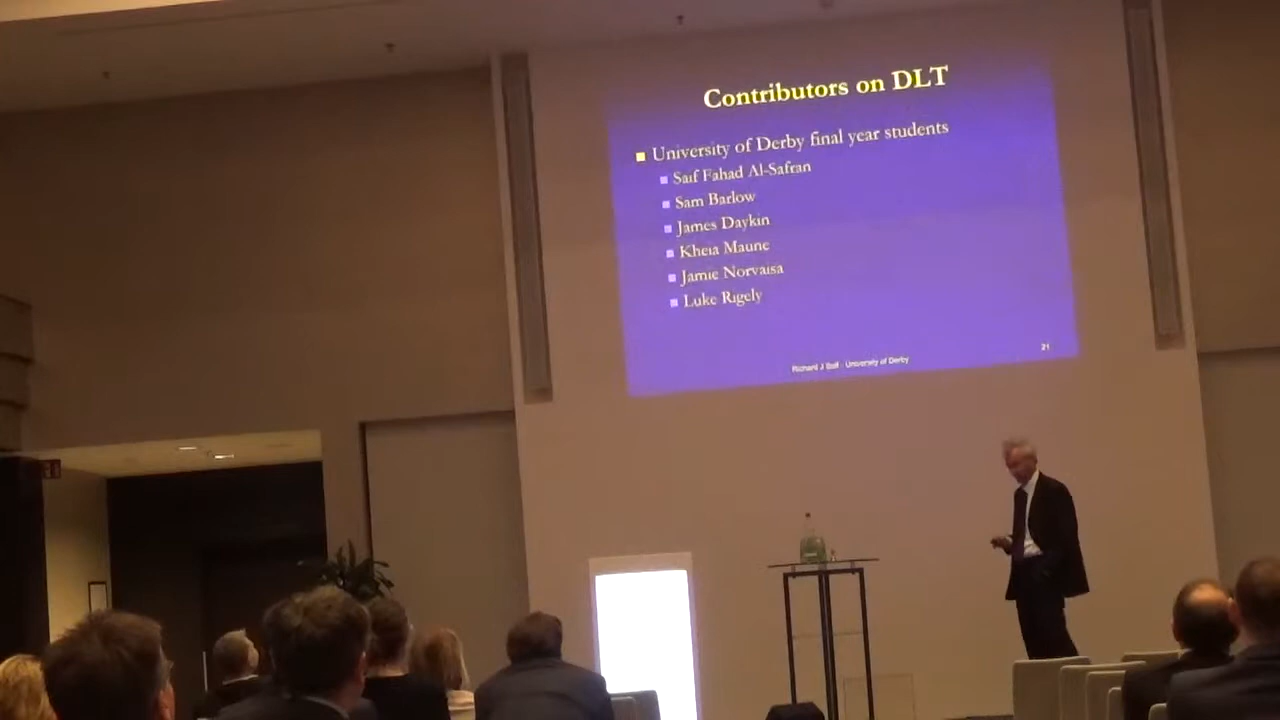 Contributors on DLT
University of Derby final year students
Saif Fahad Al-Safran
Sam Barlow
James Daykin
Kheia Maune
Jamie Norvaisa
Luke Rigely
Richard J - University of Derby
21